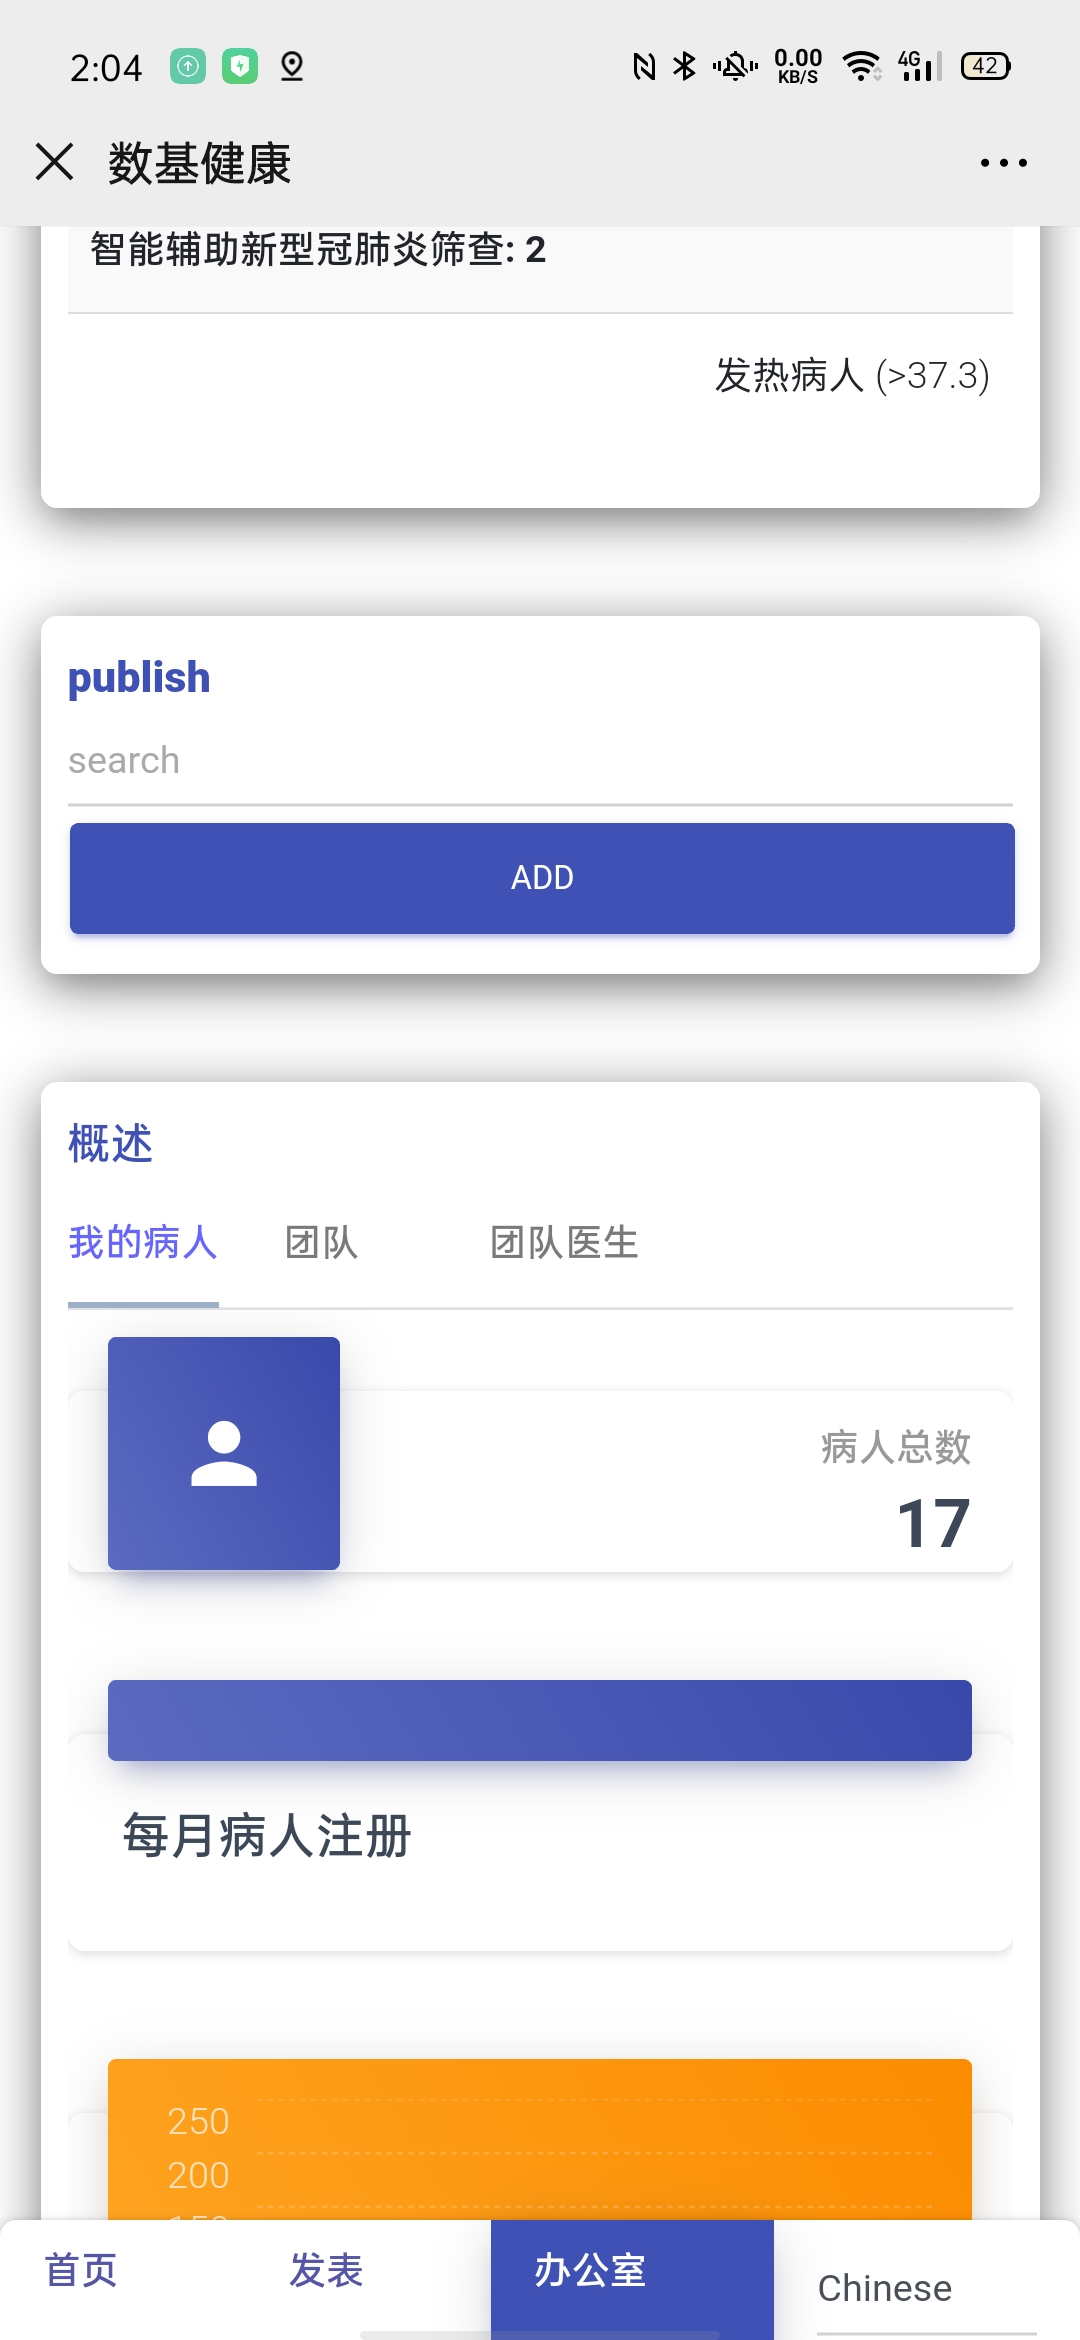 2:04
0.00
KB/S
4G
42
数基健康
智能辅助新型冠肺炎筛查: 2
发热病人 (>37.3)
publish
search
ADD
概述
我的病人
团队
团队医生
病人总数
17
每月病人注册
250
200
首页
发表
办公室
Chinese